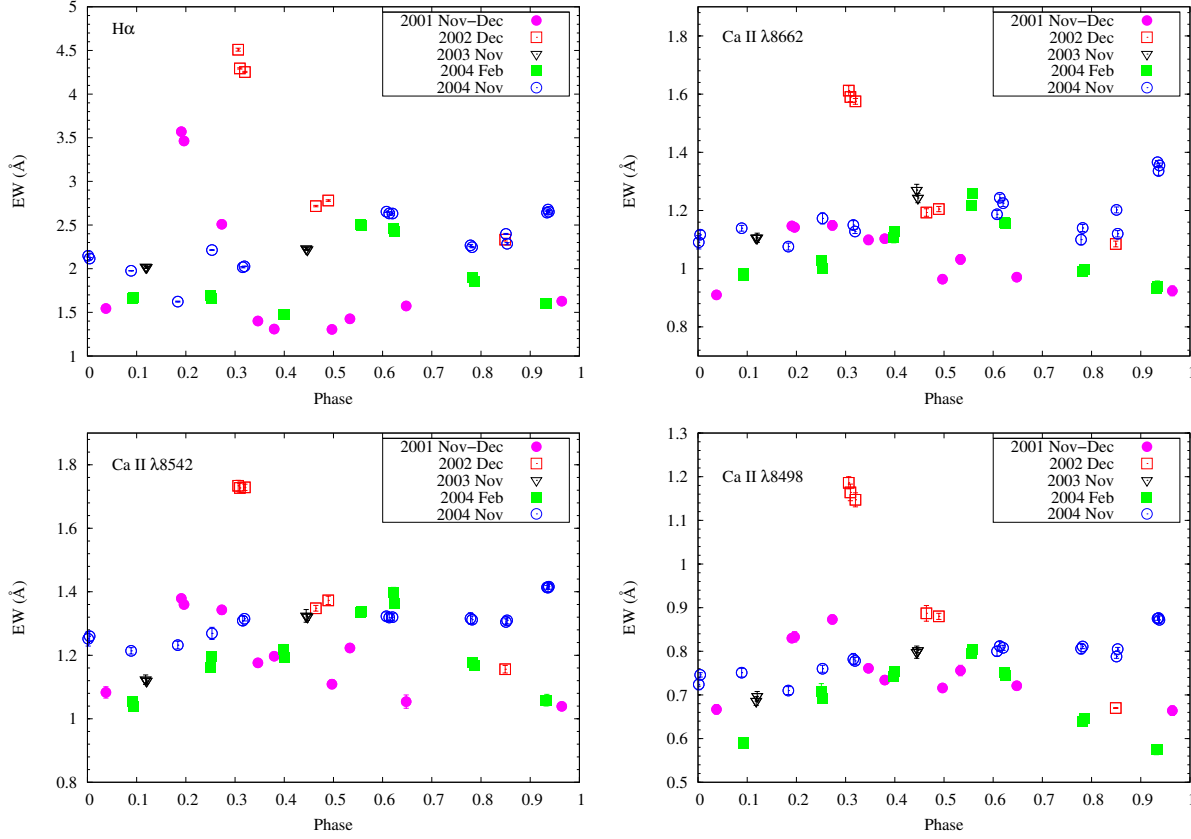 Hα
2001 Nov-Dec
2002 Dec
2003 Nov
2004 Feb
2004 Nov
EW (Å)
5
4.5
4
3.5
3
2.5
2
1.5
1
0 0.1 0.2 0.3 0.4 0.5 0.6 0.7 0.8 0.9 1
Phase
Ca II λ8662
2001 Nov-Dec
2002 Dec
2003 Nov
2004 Feb
2004 Nov
EW (Å)
1.8
1.6
1.4
1.2
1
0.8
0 0.1 0.2 0.3 0.4 0.5 0.6 0.7 0.8 0.9 1
Phase
Ca II λ8542
2001 Nov-Dec
2002 Dec
2003 Nov
2004 Feb
2004 Nov
EW (Å)
1.8
1.6
1.4
1.2
1
0.8
0 0.1 0.2 0.3 0.4 0.5 0.6 0.7 0.8 0.9 1
Phase
Ca II λ8498
2001 Nov-Dec
2002 Dec
2003 Nov
2004 Feb
2004 Nov
EW (Å)
1.3
1.2
1.1
1
0.9
0.8
0.7
0.6
0.5
0 0.1 0.2 0.3 0.4 0.5 0.6 0.7 0.8 0.9 1
Phase